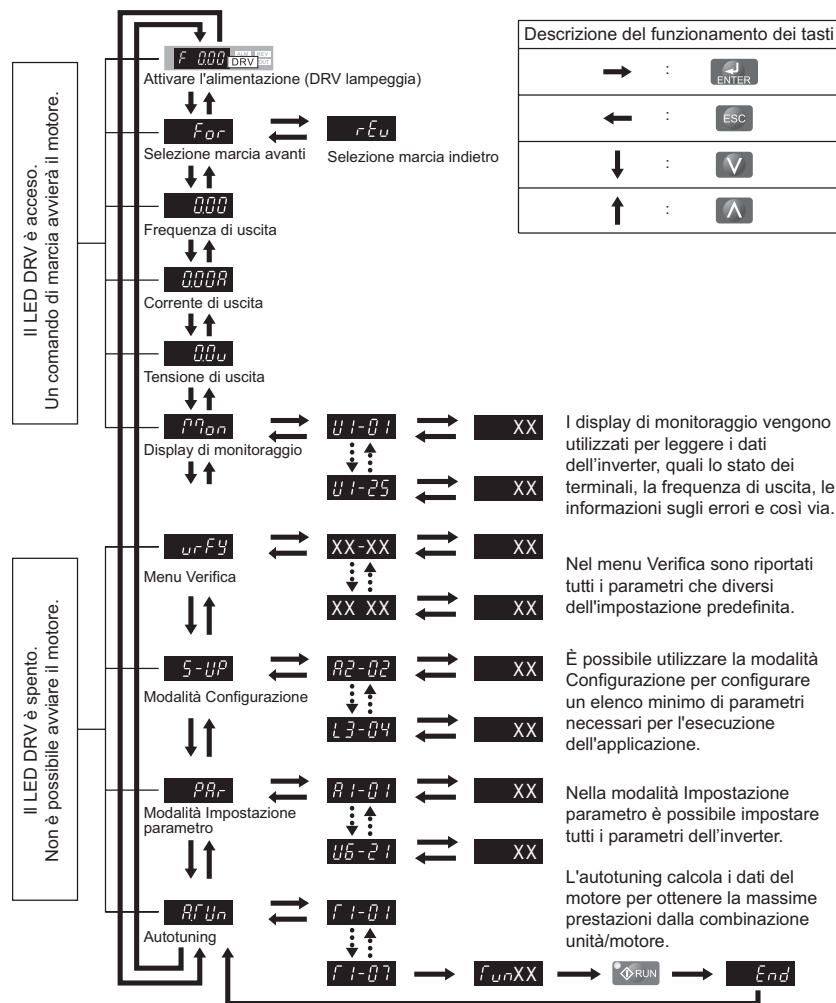 Descrizione del funzionamento dei tasti
:
ENTER
:
ESC
:
:
Il LED DRV è acceso.
Un comando di marcia avvierà il motore.
F 0.00
ALM
REV
DRV
OUT
Attivare l'alimentazione (DRV lampeggia)
For
rEv
Selezione marcia avanti
Selezione marcia indietro
0.00
Frequenza di uscita
0.00A
Corrente di uscita
0.0v
Tensione di uscita
Mon
U1-01
XX
Display di monitoraggio
U1-25
XX
I display di monitoraggio vengono
utilizzati per leggere i dati
dell'inverter, quali lo stato dei
terminali, la frequenza di uscita, le
informazioni sugli errori e così via.
Il LED DRV è spento.
Non è possibile avviare il motore.
vrFY
XX-XX
XX
Menu Verifica
XX XX
XX
Nel menu Verifica sono riportati
tutti i parametri che diversi
dell'impostazione predefinita.
S-UP
A2-02
XX
Modalità Configurazione
L3-04
XX
È possibile utilizzare la modalità
Configurazione per configurare
un elenco minimo di parametri
necessari per l'esecuzione
dell'applicazione.
PAr
A1-01
XX
Modalità Impostazione
parametro
U6-21
XX
Nella modalità Impostazione
parametro è possibile impostare
tutti i parametri dell'inverter.
A.TUn
T1-01
Autotuning
L'autotuning calcola i dati del
motore per ottenere la massime
prestazioni dalla combinazione
unità/motore.
T1-07
TunXX
RUN
End